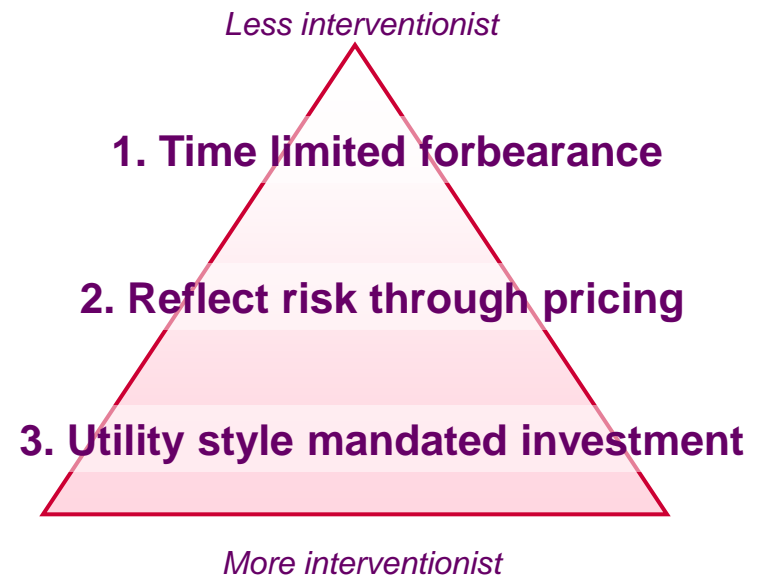 Less interventionist
1. Time limited forbearance
2. Reflect risk through pricing
3. Utility style mandated investment
More interventionist